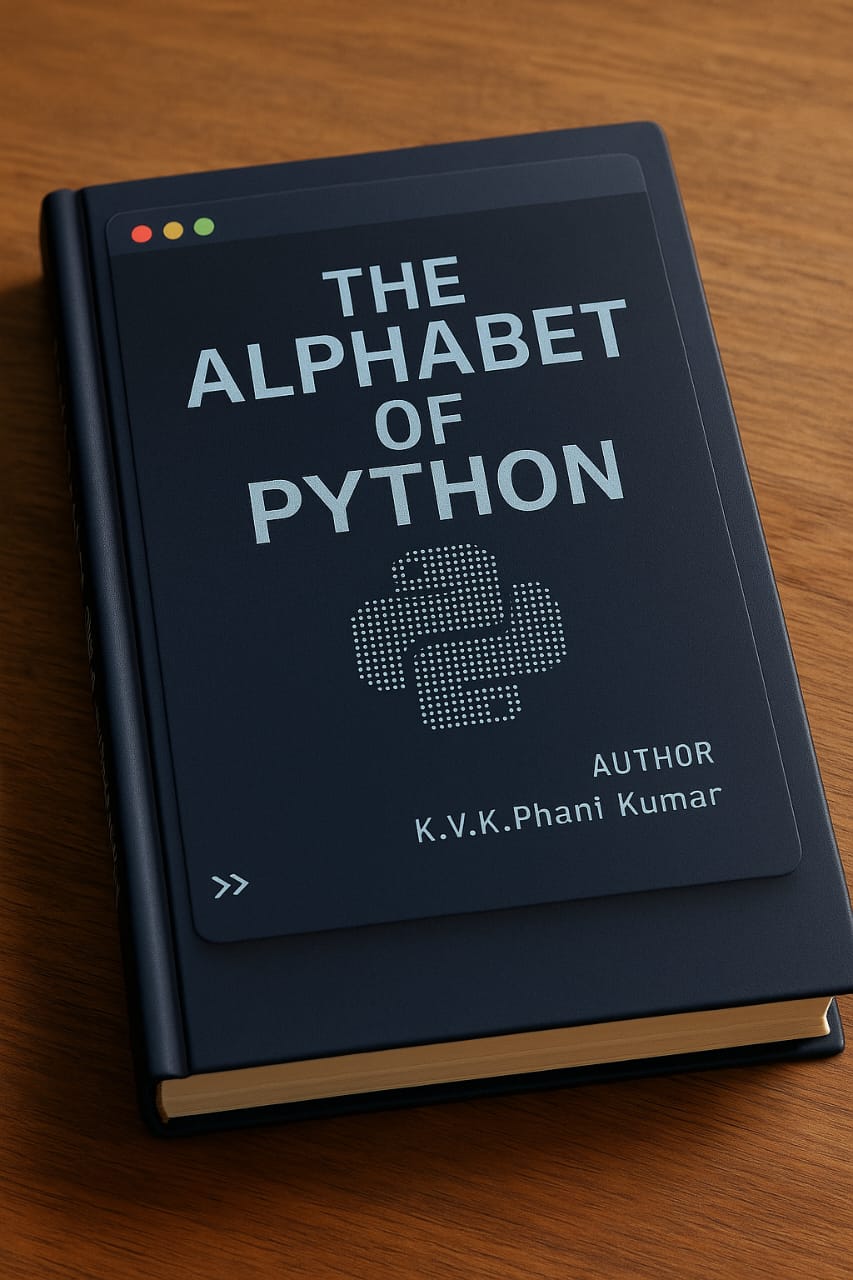 THE
ALPHABET
OF
PYTHON
AUTHOR
K.V.K.Phani Kumar
>>